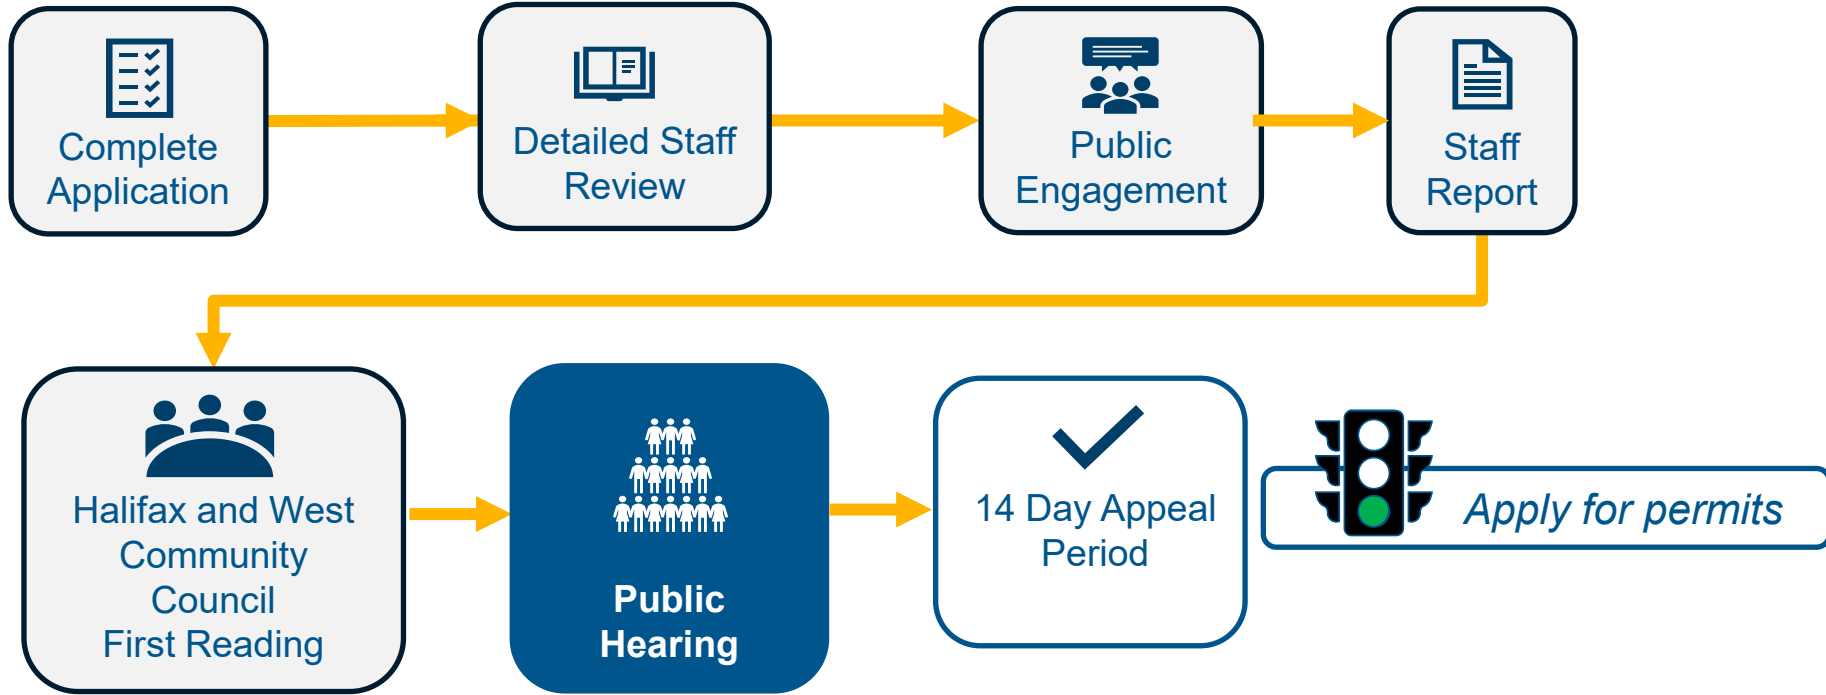 Complete
Application
Detailed Staff
Review
Public
Engagement
Staff
Report
Halifax and West
Community
Council
First Reading
Public
Hearing
14 Day Appeal
Period
Apply for permits